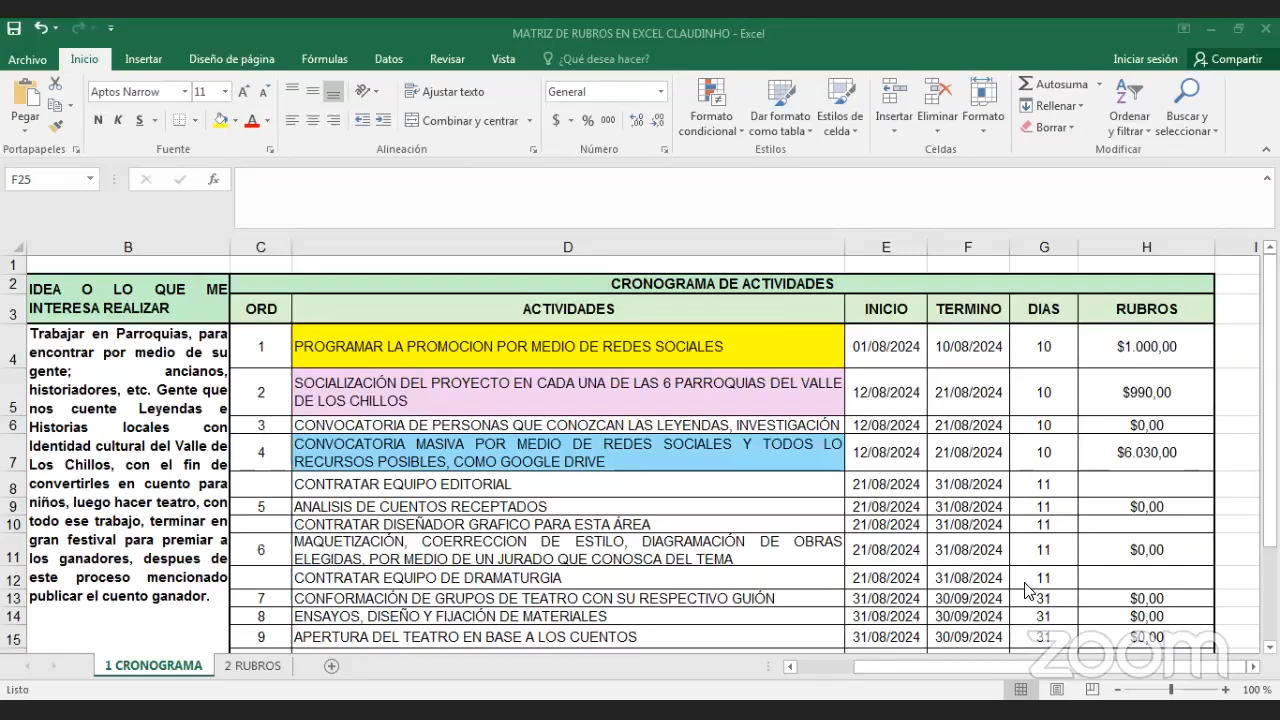 MATRIZ DE RUBROS EN EXCEL CLAUDINHO - Excel
Archivo Inicio Insertar Diseño de página Fórmulas Datos Revisar Vista ¿Qué desea hacer? Iniciar sesión Compartir
Pegar Aptos Narrow 11 A A Ajustar texto General Formato condicional Dar formato como tabla Estilos de celda Insertar Eliminar Formato Autosuma Rellenar Borrar Ordenar y filtrar Buscar y seleccionar
N K S A Combinar y centrar $ % 000
Portapapeles Fuente Alineación Número Estilos Celdas Modificar
F25 fx
B C D E F G H I
1
2 IDEA O LO QUE ME INTERESA REALIZAR CRONOGRAMA DE ACTIVIDADES
3 ORD ACTIVIDADES INICIO TERMINO DIAS RUBROS
Trabajar en Parroquias, para
encontrar por medio de su
gente; ancianos,
historiadores, etc. Gente que
nos cuente Leyendas e
Historias locales con
Identidad cultural del Valle de
Los Chillos, con el fin de
convertirles en cuento para
niños, luego hacer teatro, con
todo ese trabajo, terminar en
gran festival para premiar a
los ganadores, despues de
este proceso mencionado
publicar el cuento ganador.
4 1 PROGRAMAR LA PROMOCION POR MEDIO DE REDES SOCIALES 01/08/2024 10/08/2024 10 $1.000,00
5 2 SOCIALIZACIÓN DEL PROYECTO EN CADA UNA DE LAS 6 PARROQUIAS DEL VALLE
DE LOS CHILLOS 12/08/2024 21/08/2024 10 $990,00
6 3 CONVOCATORIA DE PERSONAS QUE CONOZCAN LAS LEYENDAS, INVESTIGACIÓN 12/08/2024 21/08/2024 10 $0,00
7 4 CONVOCATORIA MASIVA POR MEDIO DE REDES SOCIALES Y TODOS LO
RECURSOS POSIBLES, COMO GOOGLE DRIVE 12/08/2024 21/08/2024 10 $6.030,00
8 CONTRATAR EQUIPO EDITORIAL 21/08/2024 31/08/2024 11
9 5 ANALISIS DE CUENTOS RECEPTADOS 21/08/2024 31/08/2024 11 $0,00
10 CONTRATAR DISEÑADOR GRAFICO PARA ESTA ÁREA 21/08/2024 31/08/2024 11
11 6 MAQUETIZACIÓN, COERRECCION DE ESTILO, DIAGRAMACIÓN DE OBRAS
ELEGIDAS, POR MEDIO DE UN JURADO QUE CONOSCA DEL TEMA 21/08/2024 31/08/2024 11 $0,00
12 CONTRATAR EQUIPO DE DRAMATURGIA 21/08/2024 31/08/2024 11
13 7 CONFORMACIÓN DE GRUPOS DE TEATRO CON SU RESPECTIVO GUIÓN 31/08/2024 30/09/2024 31 $0,00
14 8 ENSAYOS, DISEÑO Y FIJACIÓN DE MATERIALES 31/08/2024 30/09/2024 31 $0,00
15 9 APERTURA DEL TEATRO EN BASE A LOS CUENTOS 31/08/2024 30/09/2024 31 $0,00
zoom
1 CRONOGRAMA 2 RUBROS
Listo 100 %